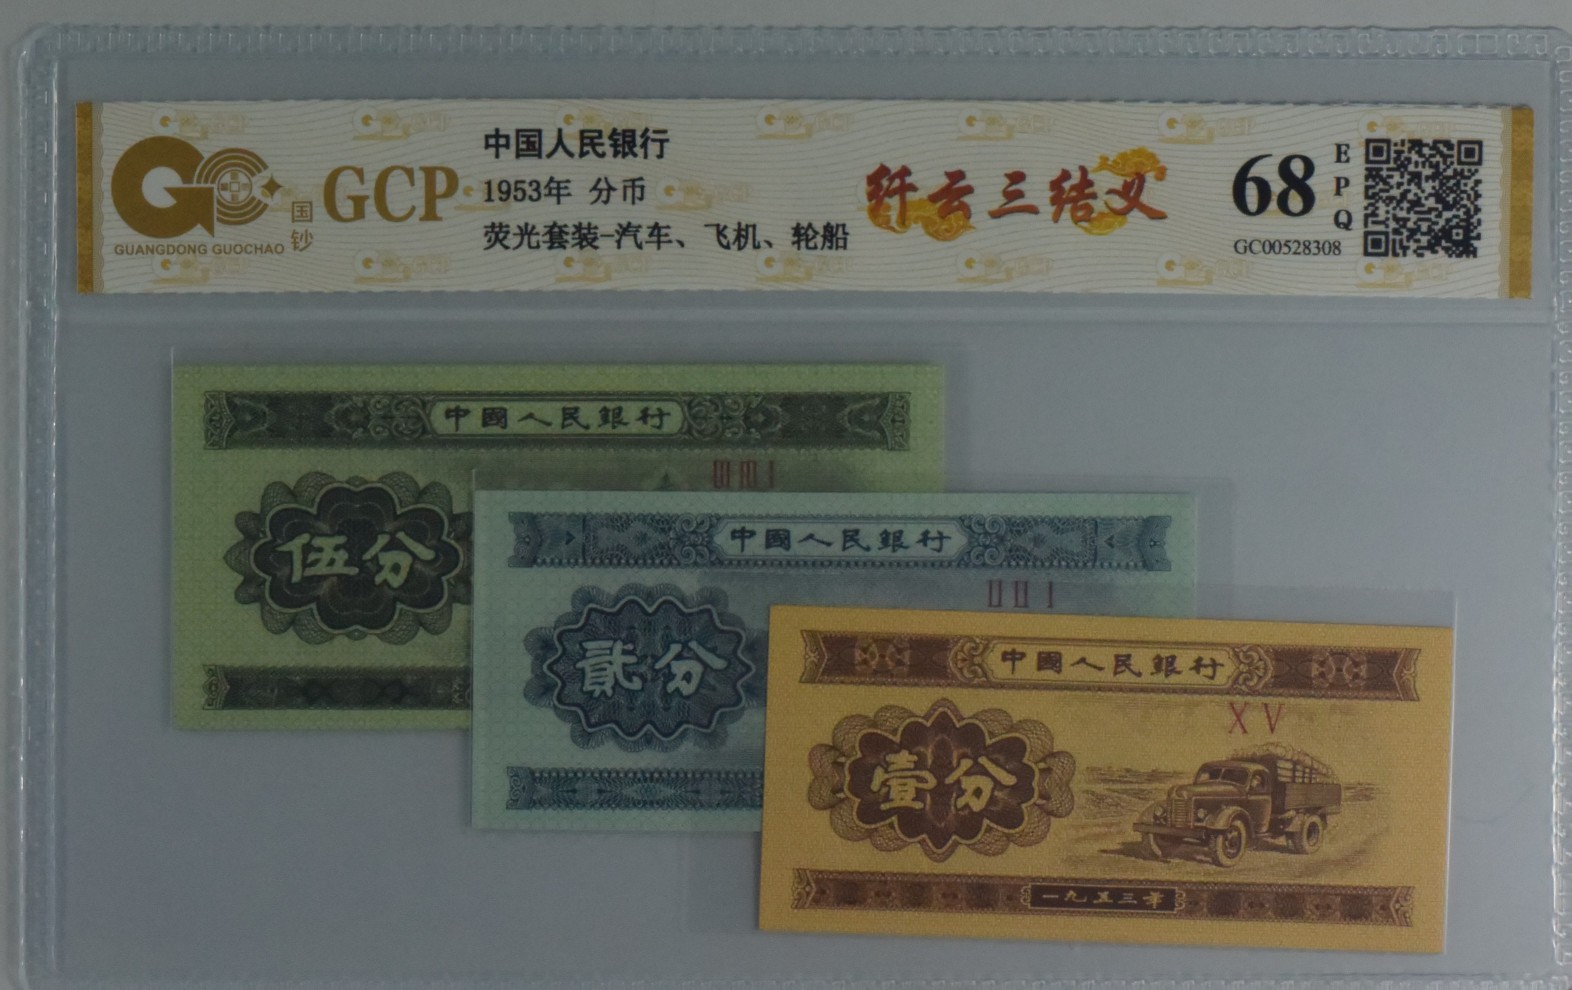 GUANGDONG GUOCHAO
国钞
GCP
中国人民银行
1953年 分币
荧光套装-汽车、飞机、轮船
纤云三结义
68
EPQ
GC00528308
中國人民銀行
伍分
中國人民銀行
II II I
貳分
中國人民銀行
X V
壹分
一九五三年